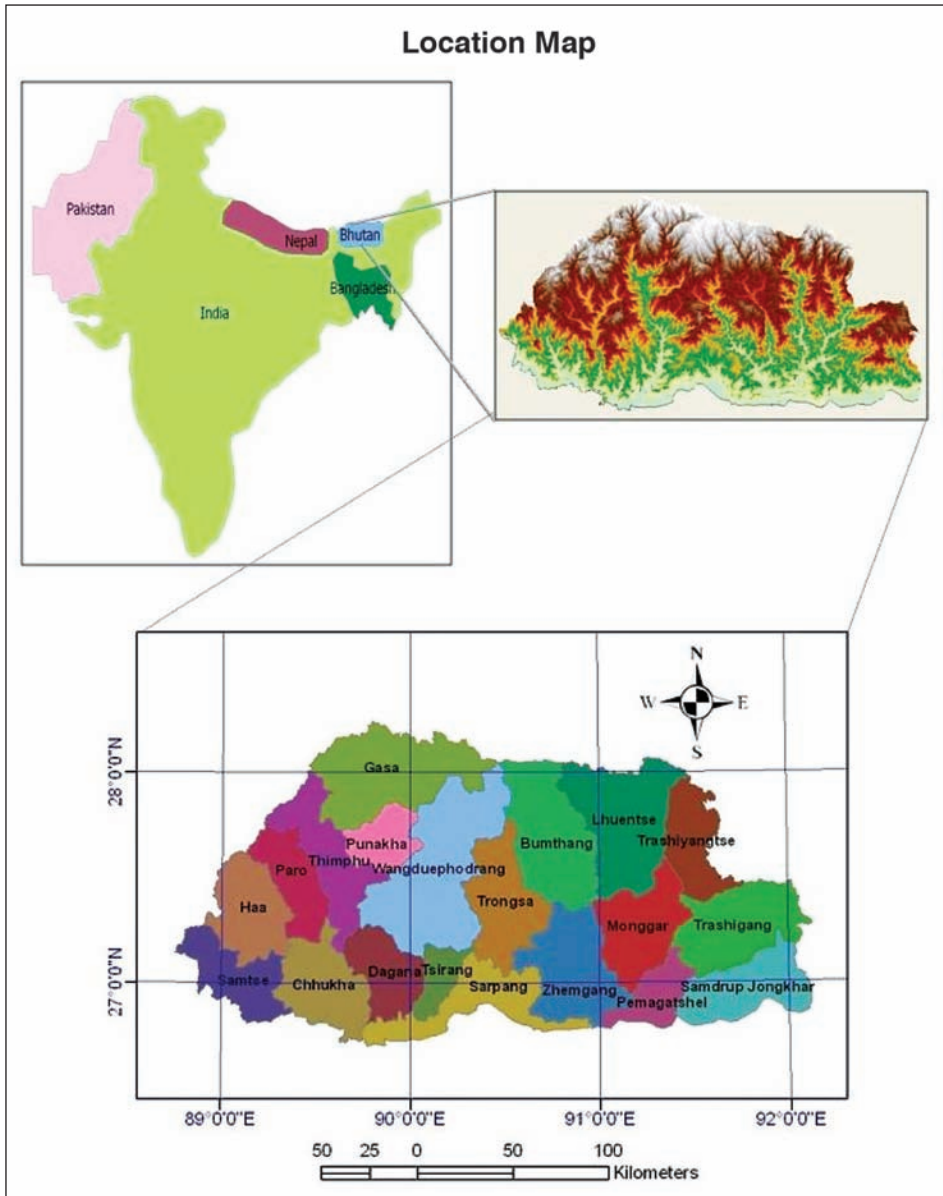 Location Map
Pakistan
Nepal
Bhutan
Bangladesh
India
N
W E
S
28°0'0"N
27°0'0"N
Gasa
Punakha
Thimphu
Paro
Haa
Wangduephodrang
Bumthang
Lhuentse
Trashiyangtse
Trongsa
Monggar
Trashigang
Samtse
Chhukha
Dagana
Tsirang
Sarpang
Zhemgang
Pemagatshel
Samdrup Jongkhar
89°0'0"E 90°0'0"E 91°0'0"E 92°0'0"E
50 25 0 50 100
Kilometers